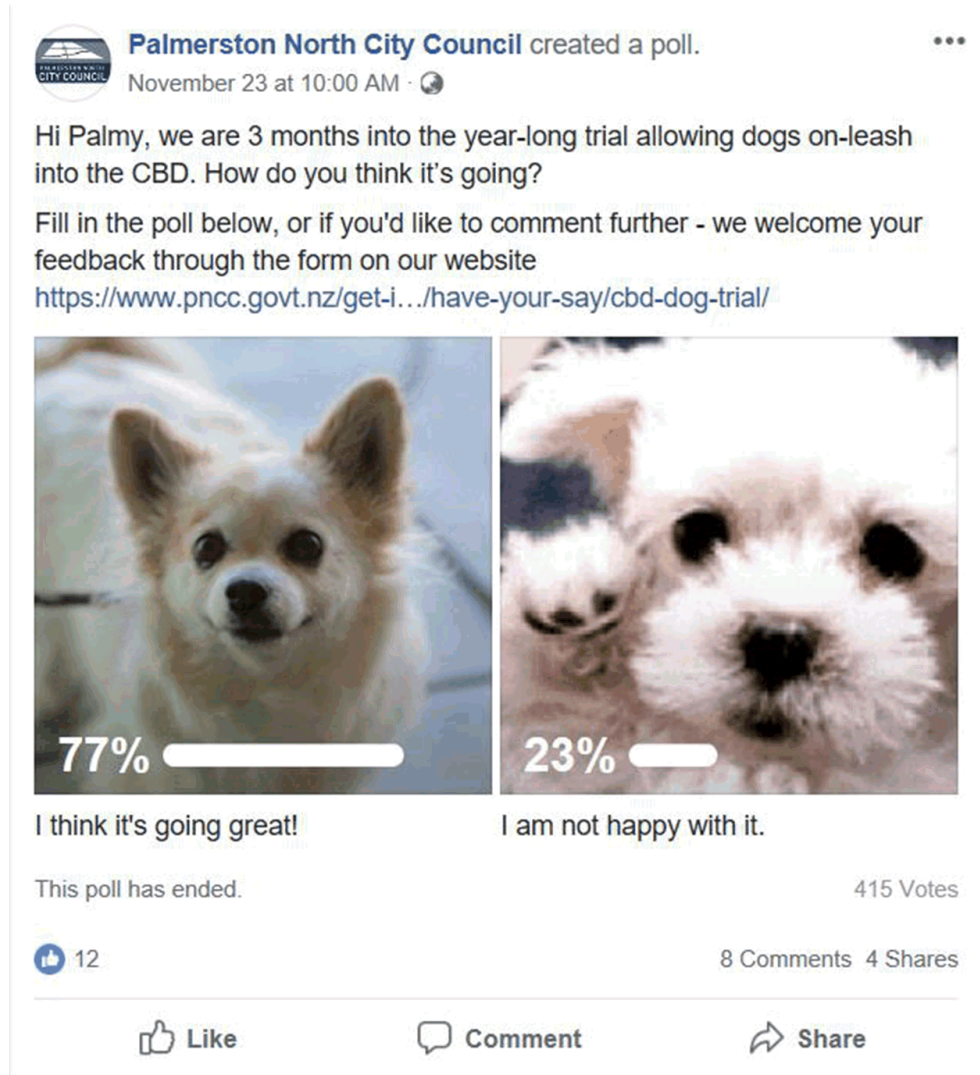 Palmerston North City Council created a poll.
November 23 at 10:00 AM ·
PALMERSTON NORTH
CITY COUNCIL
Hi Palmy, we are 3 months into the year-long trial allowing dogs on-leash
into the CBD. How do you think it's going?
Fill in the poll below, or if you'd like to comment further - we welcome your
feedback through the form on our website
https://www.pncc.govt.nz/get-i…/have-your-say/cbd-dog-trial/
77%
23%
I think it's going great!
I am not happy with it.
This poll has ended.
415 Votes
12
8 Comments 4 Shares
Like
Comment
Share